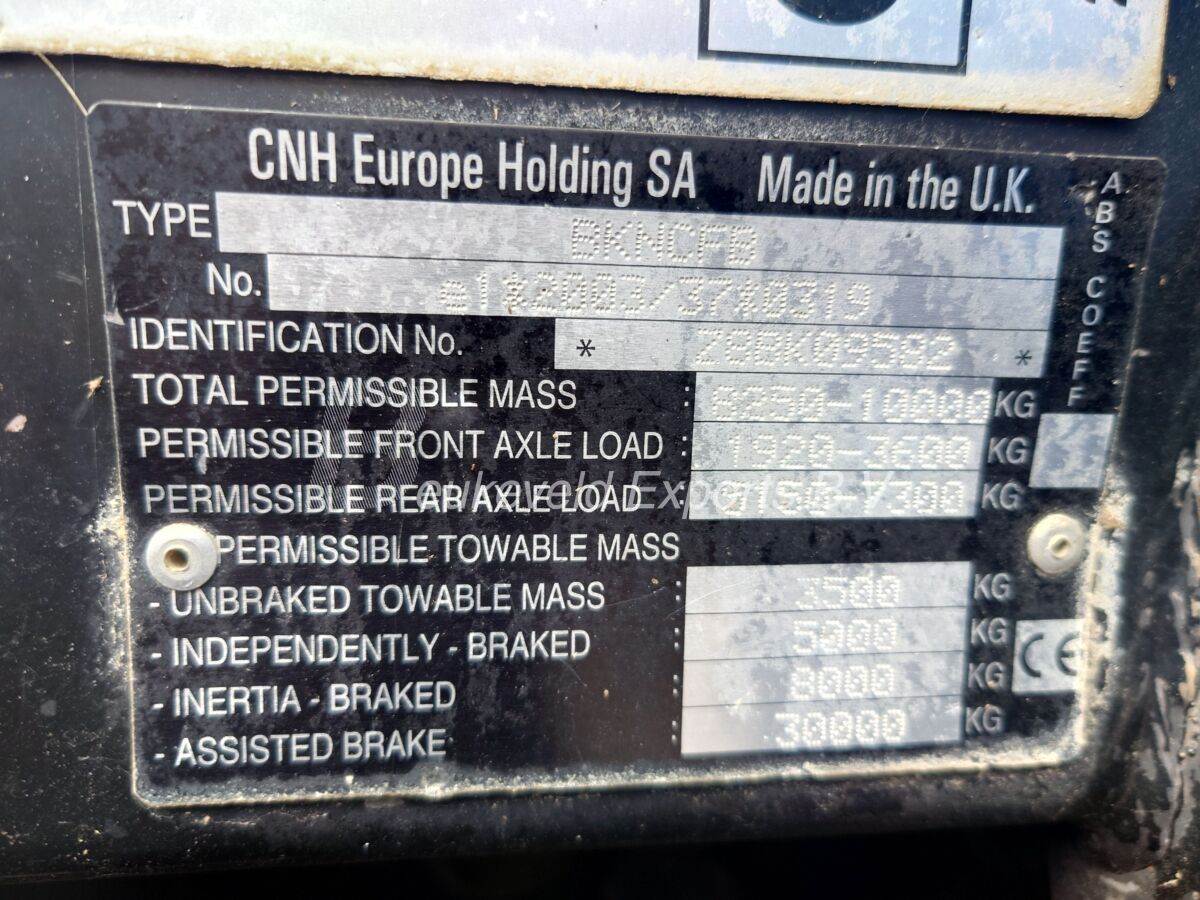 CNH Europe Holding SA Made in the U.K.
TYPE BKNCFB
No. e1*2003/37*0319
IDENTIFICATION No. * *
TOTAL PERMISSIBLE MASS : 8250-10000 KG
PERMISSIBLE FRONT AXLE LOAD : 1920-3600 KG
PERMISSIBLE REAR AXLE LOAD : KG
PERMISSIBLE TOWABLE MASS
- UNBRAKED TOWABLE MASS : 3500 KG
- INDEPENDENTLY - BRAKED : 5000 KG
- INERTIA - BRAKED : 8000 KG
- ASSISTED BRAKE : 30000 KG
ABS COEFF
CE
Exports B.V.